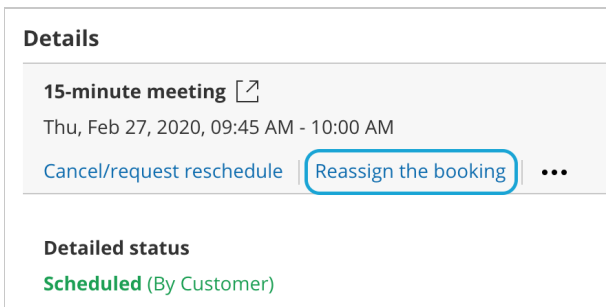 Details
15-minute meeting
Thu, Feb 27, 2020, 09:45 AM - 10:00 AM
Cancel/request reschedule Reassign the booking •••
Detailed status
Scheduled (By Customer)